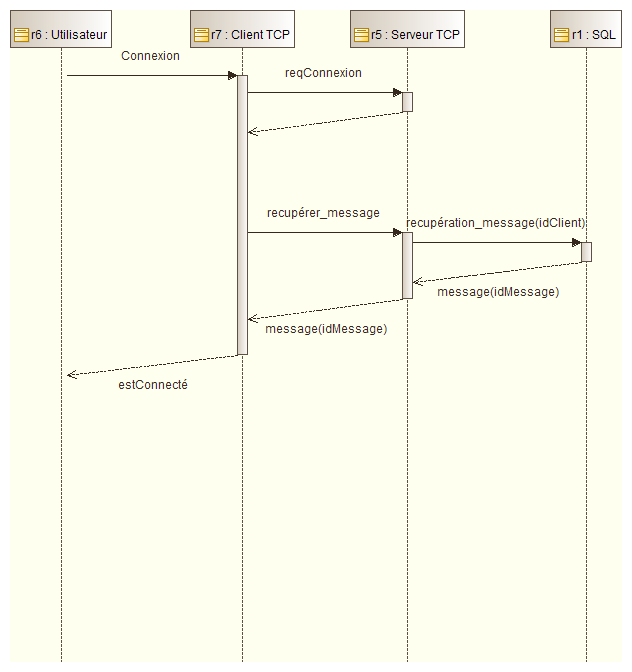 r6 : Utilisateur
r7 : Client TCP
r5 : Serveur TCP
r1 : SQL
Connexion
reqConnexion
recupérer_message
recupération_message(idClient)
message(idMessage)
message(idMessage)
estConnecté